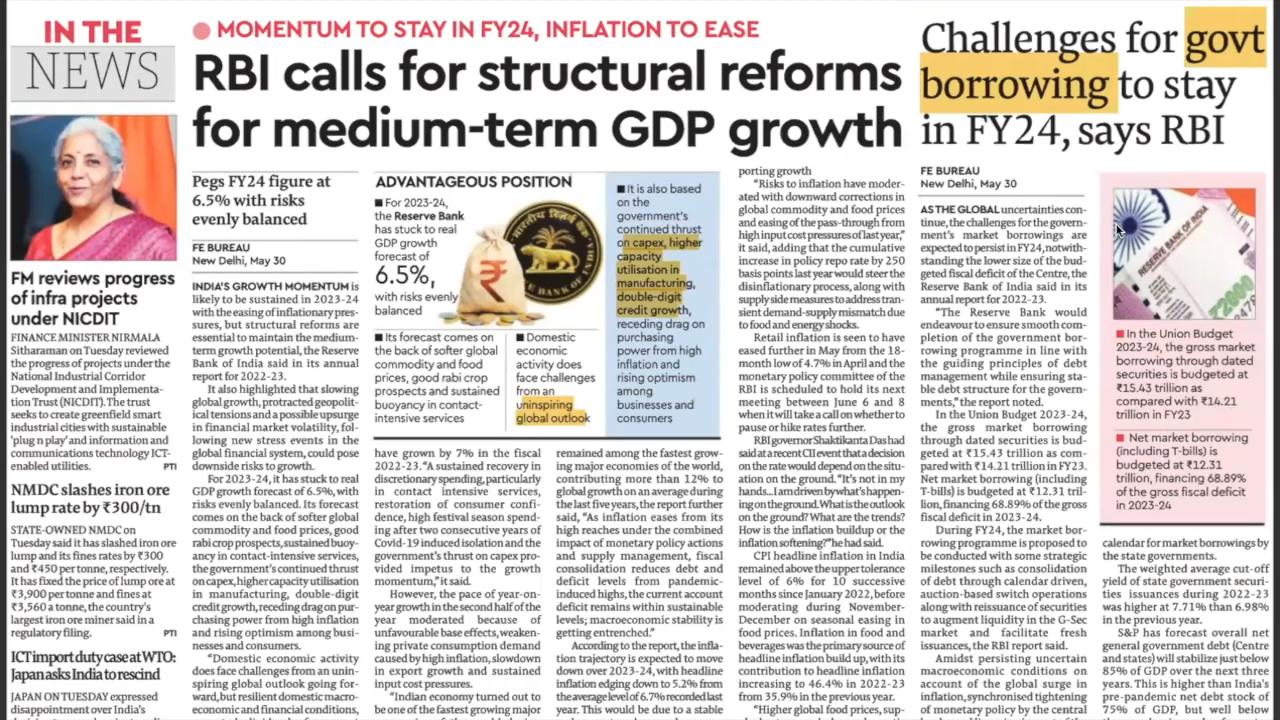 IN THE
NEWS
FM reviews progress
of infra projects
under NICDIT
FINANCE MINISTER NIRMALA
Sitharaman on Tuesday reviewed
the progress of projects under the
National Industrial Corridor
Development and Implementa-
tion Trust (NICDIT). The trust
seeks to create greenfield smart
industrial cities with sustainable
'plug n play' and information and
communications technology ICT-
enabled utilities. PTI
NMDC slashes iron ore
lump rate by ₹300/tn
STATE-OWNED NMDC on
Tuesday said it has slashed iron ore
lump and its fines rates by ₹300
and ₹450 per tonne, respectively.
It has fixed the price of lump ore at
₹3,900 per tonne and fines at
₹3,560 a tonne, the country's
largest iron ore miner said in a
regulatory filing. PTI
ICT import duty case at WTO:
Japan asks India to rescind
JAPAN ON TUESDAY expressed
disappointment over India's
MOMENTUM TO STAY IN FY24, INFLATION TO EASE
RBI calls for structural reforms
for medium-term GDP growth
Pegs FY24 figure at
6.5% with risks
evenly balanced
FE BUREAU
New Delhi, May 30
INDIA'S GROWTH MOMENTUM is
likely to be sustained in 2023-24
with the easing of inflationary pres-
sures, but structural reforms are
essential to maintain the medium-
term growth potential, the Reserve
Bank of India said in its annual
report for 2022-23.
It also highlighted that slowing
global growth, protracted geopolit-
ical tensions and a possible upsurge
in financial market volatility, fol-
lowing new stress events in the
global financial system, could pose
downside risks to growth.
For 2023-24, it has stuck to real
GDP growth forecast of 6.5%, with
risks evenly balanced. Its forecast
comes on the back of softer global
commodity and food prices, good
rabi crop prospects, sustained buoy-
ancy in contact-intensive services,
the government's continued thrust
on capex, higher capacity utilisation
in manufacturing, double-digit
credit growth, receding drag on pur-
chasing power from high inflation
and rising optimism among busi-
nesses and consumers.
"Domestic economic activity
does face challenges from an unin-
spiring global outlook going for-
ward, but resilient domestic macro-
economic and financial conditions,
ADVANTAGEOUS POSITION
For 2023-24,
the Reserve Bank
has stuck to real
GDP growth
forecast of
6.5%,
with risks evenly
balanced
Its forecast comes on
the back of softer global
commodity and food
prices, good rabi crop
prospects and sustained
buoyancy in contact-
intensive services
Domestic
economic
activity does
face challenges
from an
uninspiring
global outlook
It is also based
on the
government's
continued thrust
on capex, higher
capacity
utilisation in
manufacturing,
double-digit
credit growth,
receding drag on
purchasing
power from high
inflation and
rising optimism
among
businesses and
consumers
have grown by 7% in the fiscal
2022-23. "A sustained recovery in
discretionary spending, particularly
in contact intensive services,
restoration of consumer confi-
dence, high festival season spend-
ing after two consecutive years of
Covid-19 induced isolation and the
government's thrust on capex pro-
vided impetus to the growth
momentum," it said.
However, the pace of year-on-
year growth in the second half of the
year moderated because of
unfavourable base effects, weaken-
ing private consumption demand
caused by high inflation, slowdown
in export growth and sustained
input cost pressures.
"Indian economy turned out to
be one of the fastest growing major
remained among the fastest grow-
ing major economies of the world,
contributing more than 12% to
global growth on an average during
the last five years, the report further
said, "As inflation eases from its
high reaches under the combined
impact of monetary policy actions
and supply management, fiscal
consolidation reduces debt and
deficit levels from pandemic-
induced highs, the current account
deficit remains within sustainable
levels; macroeconomic stability is
getting entrenched."
According to the report, the infla-
tion trajectory is expected to move
down over 2023-24, with headline
inflation edging down to 5.2% from
the average level of 6.7% recorded last
year. This would be due to a stable
porting growth
"Risks to inflation have moder-
ated with downward corrections in
global commodity and food prices
and easing of the pass-through from
high input cost pressures of last year,"
it said, adding that the cumulative
increase in policy repo rate by 250
basis points last year would steer the
disinflationary process, along with
supply side measures to address tran-
sient demand-supply mismatch due
to food and energy shocks.
Retail inflation is seen to have
eased further in May from the 18-
month low of 4.7% in April and the
monetary policy committee of the
RBI is scheduled to hold its next
meeting between June 6 and 8
when it will take a call on whether to
pause or hike rates further.
RBI governor Shaktikanta Das had
said at a recent CII event that a decision
on the rate would depend on the situ-
ation on the ground. "It's not in my
hands...I am driven by what's happen-
ing on the ground. What is the outlook
on the ground? What are the trends?
How is the inflation buildup or the
inflation softening?" he had said.
CPI headline inflation in India
remained above the upper tolerance
level of 6% for 10 successive
months since January 2022, before
moderating during November-
December on seasonal easing in
food prices. Inflation in food and
beverages was the primary source of
headline inflation build up, with its
contribution to headline inflation
increasing to 46.4% in 2022-23
from 35.9% in the previous year.
"Higher global food prices, sup-
Challenges for govt
borrowing to stay
in FY24, says RBI
FE BUREAU
New Delhi, May 30
AS THE GLOBAL uncertainties con-
tinue, the challenges for the govern-
ment's market borrowings are
expected to persist in FY24, notwith-
standing the lower size of the bud-
geted fiscal deficit of the Centre, the
Reserve Bank of India said in its
annual report for 2022-23.
"The Reserve Bank would
endeavour to ensure smooth com-
pletion of the government bor-
rowing programme in line with
the guiding principles of debt
management while ensuring sta-
ble debt structure for the govern-
ments," the report noted.
In the Union Budget 2023-24,
the gross market borrowing
through dated securities is bud-
geted at ₹15.43 trillion as com-
pared with ₹14.21 trillion in FY23.
Net market borrowing (including
T-bills) is budgeted at ₹12.31 tril-
lion, financing 68.89% of the gross
fiscal deficit in 2023-24.
During FY24, the market bor-
rowing programme is proposed to
be conducted with some strategic
milestones such as consolidation
of debt through calendar driven,
auction-based switch operations
along with reissuance of securities
to augment liquidity in the G-Sec
market and facilitate fresh
issuances, the RBI report said.
Amidst persisting uncertain
macroeconomic conditions on
account of the global surge in
inflation, synchronised tightening
of monetary policy by the central
RESERVE BANK OF INDIA
In the Union Budget
2023-24, the gross market
borrowing through dated
securities is budgeted at
₹15.43 trillion as
compared with ₹14.21
trillion in FY23
Net market borrowing
(including T-bills) is
budgeted at ₹12.31
trillion, financing 68.89%
of the gross fiscal deficit
in 2023-24
calendar for market borrowings by
the state governments.
The weighted average cut-off
yield of state government securi-
ties issuances during 2022-23
was higher at 7.71% than 6.98%
in the previous year.
S&P has forecast overall net
general government debt (Centre
and states) will stabilize just below
85% of GDP over the next three
years. This is higher than India's
pre-pandemic net debt stock of
75% of GDP, but well below